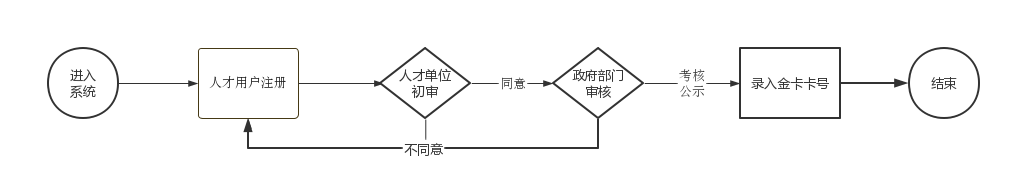 进入
系统
人才用户注册
人才单位
初审
同意
政府部门
审核
考核
公示
录入金卡卡号
结束
不同意